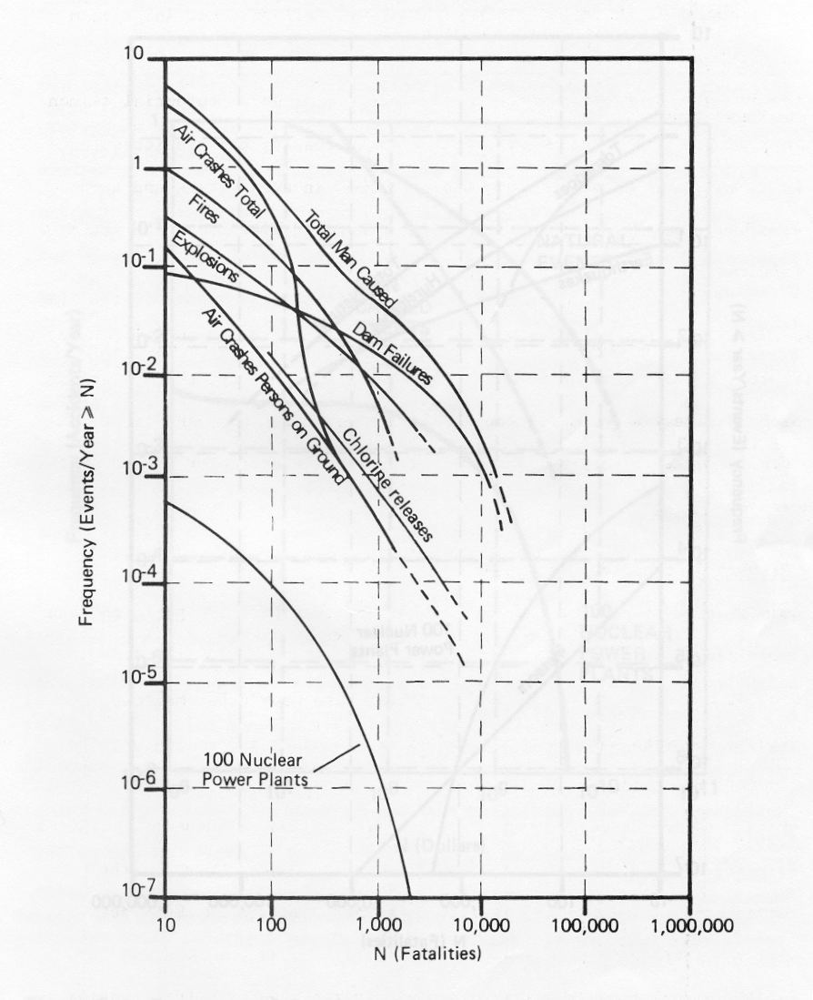 10
1
10-1
10-2
10-3
10-4
10-5
10-6
10-7
Frequency (Events/Year ⩾ N)
Air Crashes Total
Fires
Explosions
Total Man Caused
Dam Failures
Air Crashes Persons on Ground
Chlorine releases
100 Nuclear
Power Plants
10 100 1,000 10,000 100,000 1,000,000
N (Fatalities)